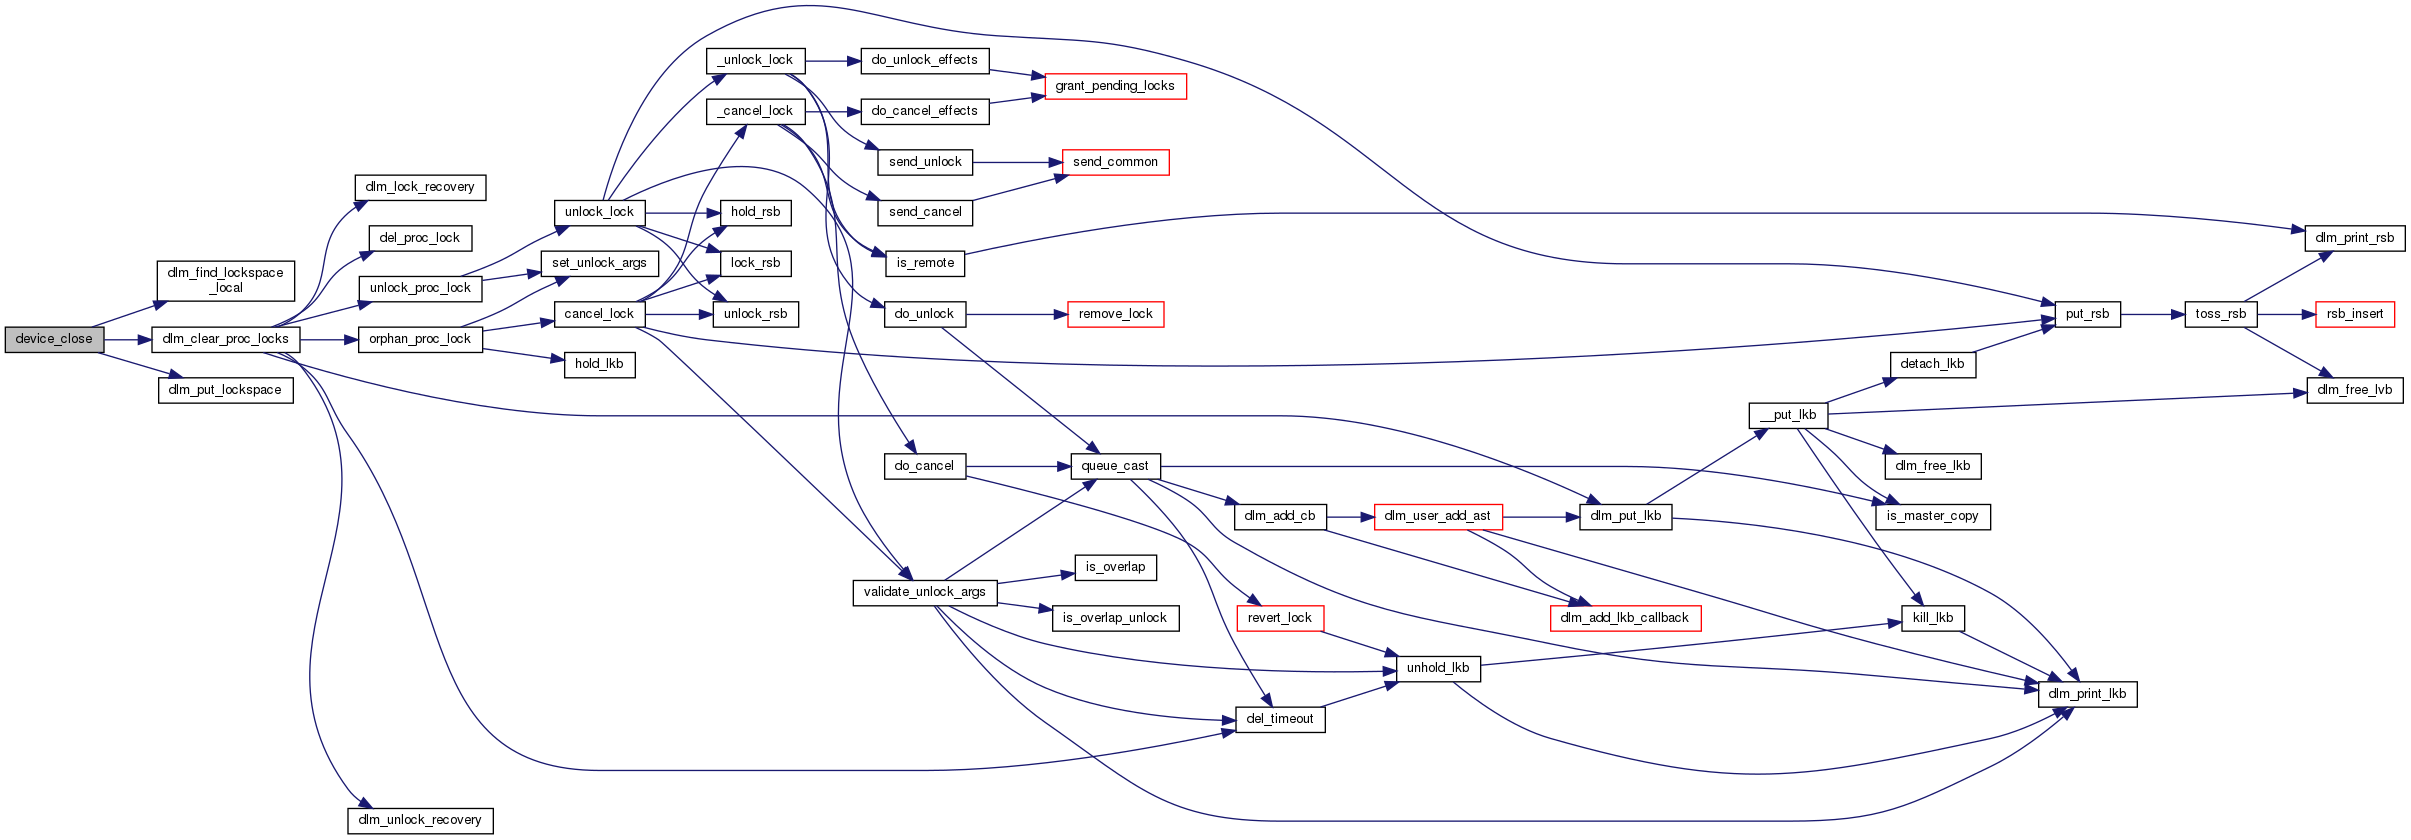 device_close
dlm_find_lockspace
_local
dlm_clear_proc_locks
dlm_put_lockspace
dlm_lock_recovery
del_proc_lock
unlock_proc_lock
orphan_proc_lock
dlm_unlock_recovery
unlock_lock
set_unlock_args
cancel_lock
hold_lkb
_unlock_lock
_cancel_lock
hold_rsb
lock_rsb
unlock_rsb
do_unlock_effects
do_cancel_effects
send_unlock
send_cancel
is_remote
do_unlock
do_cancel
validate_unlock_args
grant_pending_locks
send_common
remove_lock
queue_cast
is_overlap
is_overlap_unlock
dlm_add_cb
revert_lock
del_timeout
dlm_user_add_ast
unhold_lkb
dlm_put_lkb
dlm_add_lkb_callback
__put_lkb
detach_lkb
dlm_free_lkb
is_master_copy
kill_lkb
put_rsb
dlm_print_lkb
toss_rsb
dlm_print_rsb
rsb_insert
dlm_free_lvb